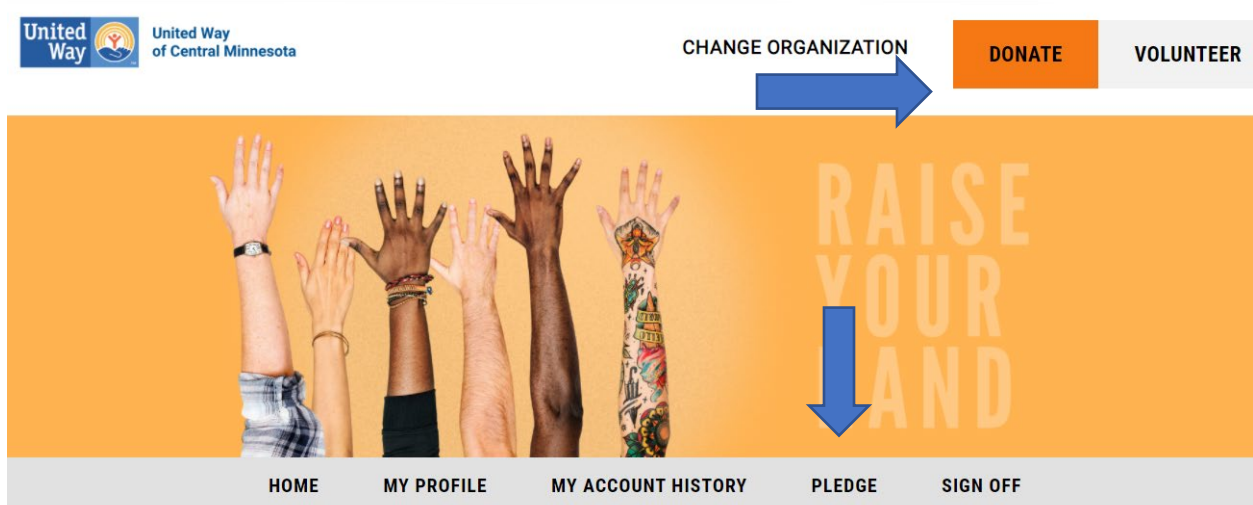 United
Way
United Way
of Central Minnesota
CHANGE ORGANIZATION
DONATE
VOLUNTEER
RAISE
YOUR
HAND
HOME MY PROFILE MY ACCOUNT HISTORY PLEDGE SIGN OFF